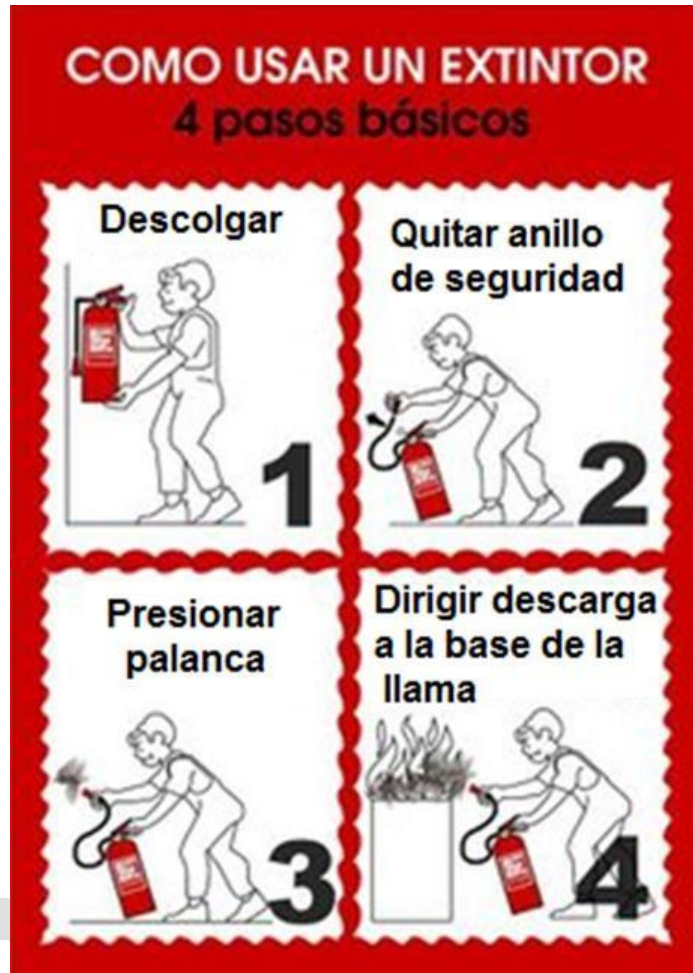 COMO USAR UN EXTINTOR
4 pasos básicos
Descolgar
1
Quitar anillo
de seguridad
2
Presionar
palanca
3
Dirigir descarga
a la base de la
llama
4